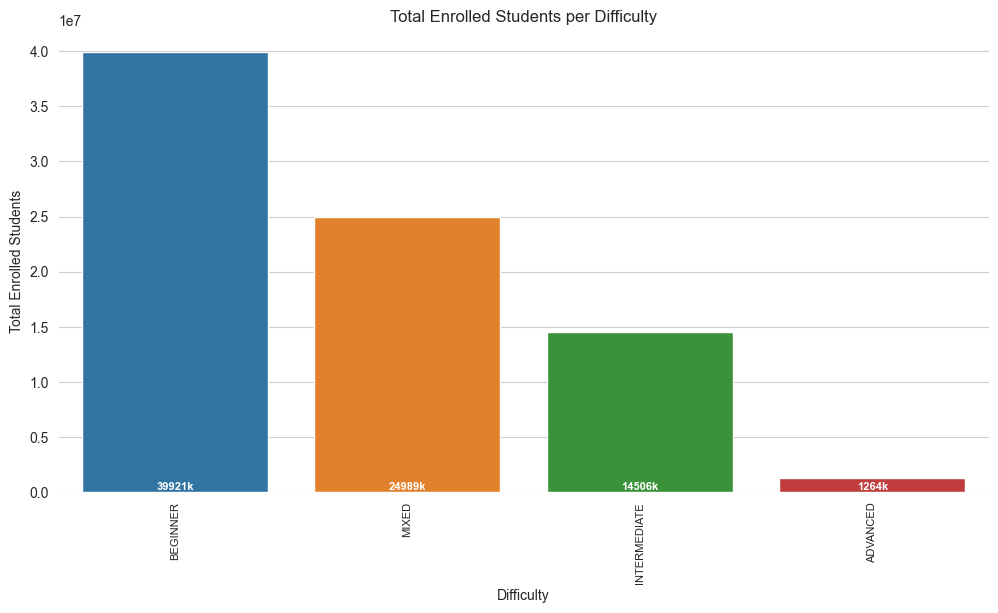 Total Enrolled Students per Difficulty
1e7
4.0
3.5
3.0
2.5
2.0
1.5
1.0
0.5
0.0
Total Enrolled Students
39921k
24989k
14506k
1264k
BEGINNER
MIXED
INTERMEDIATE
ADVANCED
Difficulty